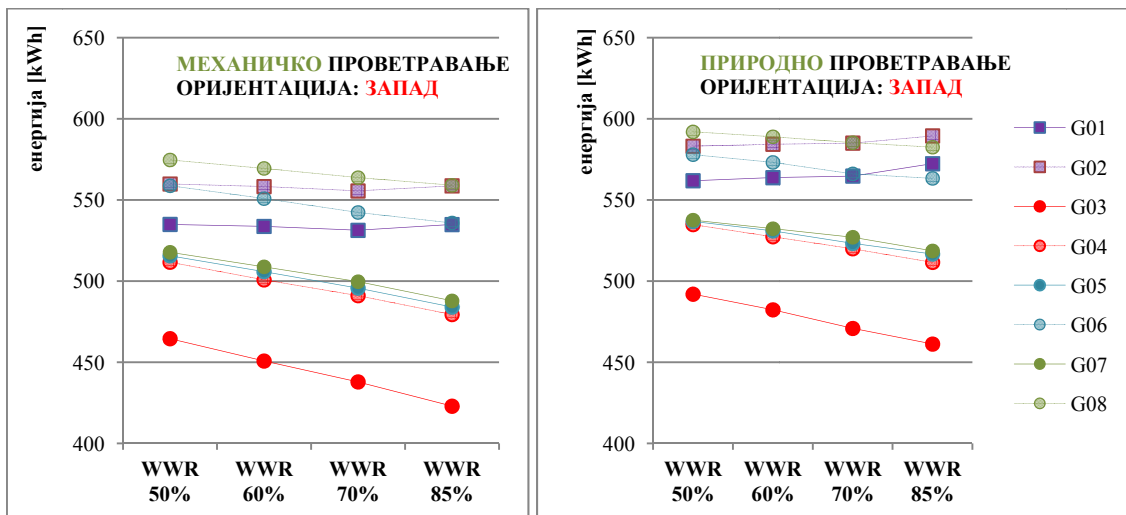 енергија [kWh]
650
600
550
500
450
400
МЕХАНИЧКО ПРОВЕТРАВАЊЕ
ОРИЈЕНТАЦИЈА: ЗАПАД
WWR 50%
WWR 60%
WWR 70%
WWR 85%
енергија [kWh]
650
600
550
500
450
400
ПРИРОДНО ПРОВЕТРАВАЊЕ
ОРИЈЕНТАЦИЈА: ЗАПАД
WWR 50%
WWR 60%
WWR 70%
WWR 85%
G01
G02
G03
G04
G05
G06
G07
G08